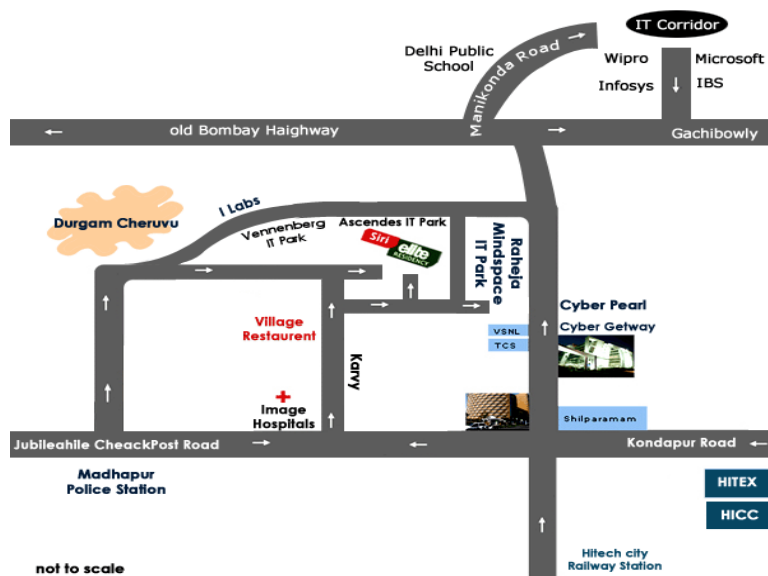 IT Corridor
Delhi Public
School
Manikonda Road
Wipro
Microsoft
Infosys
IBS
old Bombay Haighway
Gachibowly
Durgam Cheruvu
I Labs
Vennenberg
IT Park
Ascendes IT Park
Siri
elite
RESIDENCY
Raheja
Mindspace
IT Park
Cyber Pearl
Cyber Getway
VSNL
TCS
Village
Restaurent
Karvy
Image
Hospitals
Shilparamam
Jubileahile CheackPost Road
Kondapur Road
Madhapur
Police Station
HITEX
HICC
Hitech city
Railway Station
not to scale